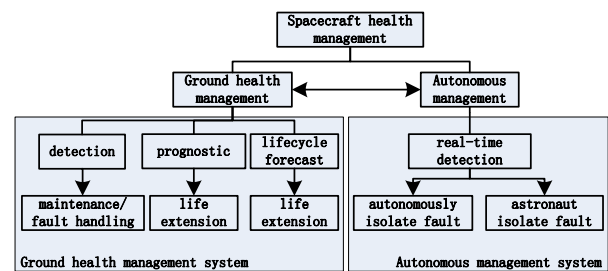 Spacecraft health
management
Ground health
management
Autonomous
management
detection
prognostic
lifecycle
forecast
real-time
detection
maintenance/
fault handling
life
extension
life
extension
autonomously
isolate fault
astronaut
isolate fault
Ground health management system
Autonomous management system